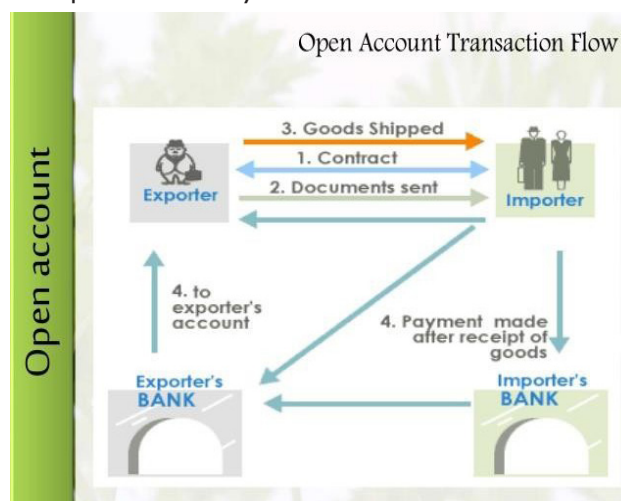 Open Account Transaction Flow
Open account
3. Goods Shipped
1. Contract
2. Documents sent
Exporter
Importer
4. to
exporter's
account
4. Payment made
after receipt of
goods
Exporter's
BANK
Importer's
BANK